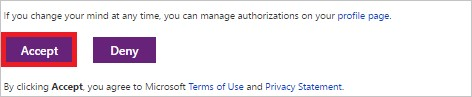 If you change your mind at any time, you can manage authorizations on your profile page.
Accept Deny
By clicking Accept, you agree to Microsoft Terms of Use and Privacy Statement.